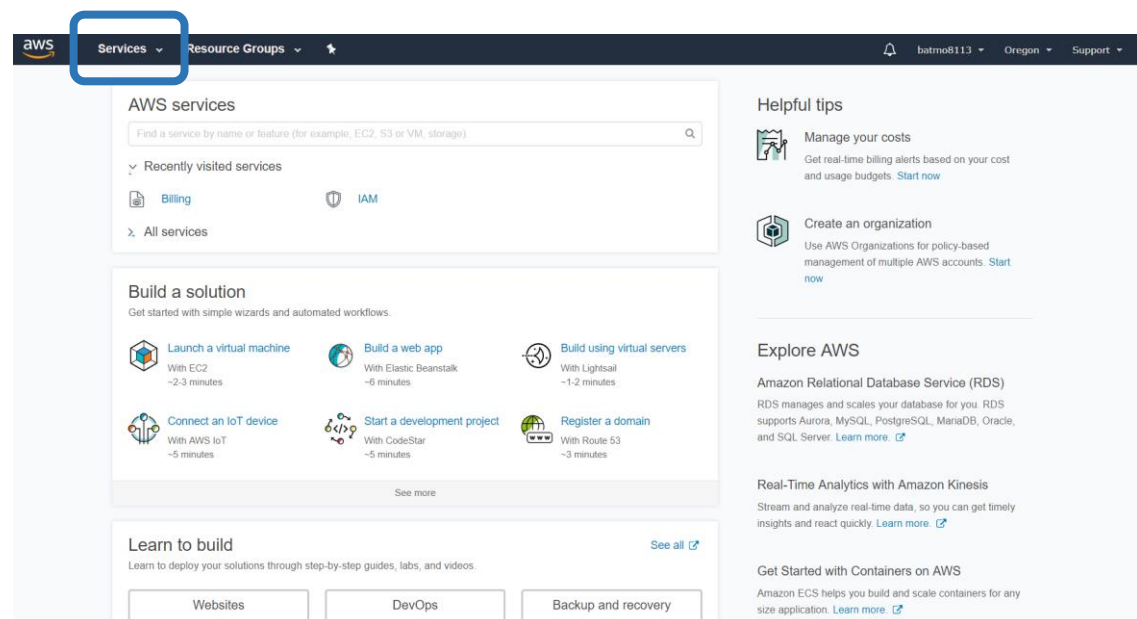 aws Services Resource Groups batmo8113 Oregon Support
AWS services
Find a service by name or feature (for example, EC2, S3 or VM, storage).
Recently visited services
Billing IAM
All services
Build a solution
Get started with simple wizards and automated workflows.
Launch a virtual machine
With EC2
~2-3 minutes
Build a web app
With Elastic Beanstalk
~6 minutes
Build using virtual servers
With Lightsail
~1-2 minutes
Connect an IoT device
With AWS IoT
~5 minutes
Start a development project
With CodeStar
~5 minutes
Register a domain
With Route 53
~3 minutes
www
See more
Learn to build
See all
Learn to deploy your solutions through step-by-step guides, labs, and videos.
Websites DevOps Backup and recovery
Helpful tips
Manage your costs
Get real-time billing alerts based on your cost
and usage budgets. Start now
Create an organization
Use AWS Organizations for policy-based
management of multiple AWS accounts. Start
now
Explore AWS
Amazon Relational Database Service (RDS)
RDS manages and scales your database for you. RDS
supports Aurora, MySQL, PostgreSQL, MariaDB, Oracle,
and SQL Server. Learn more.
Real-Time Analytics with Amazon Kinesis
Stream and analyze real-time data, so you can get timely
insights and react quickly. Learn more.
Get Started with Containers on AWS
Amazon ECS helps you build and scale containers for any
size application. Learn more.